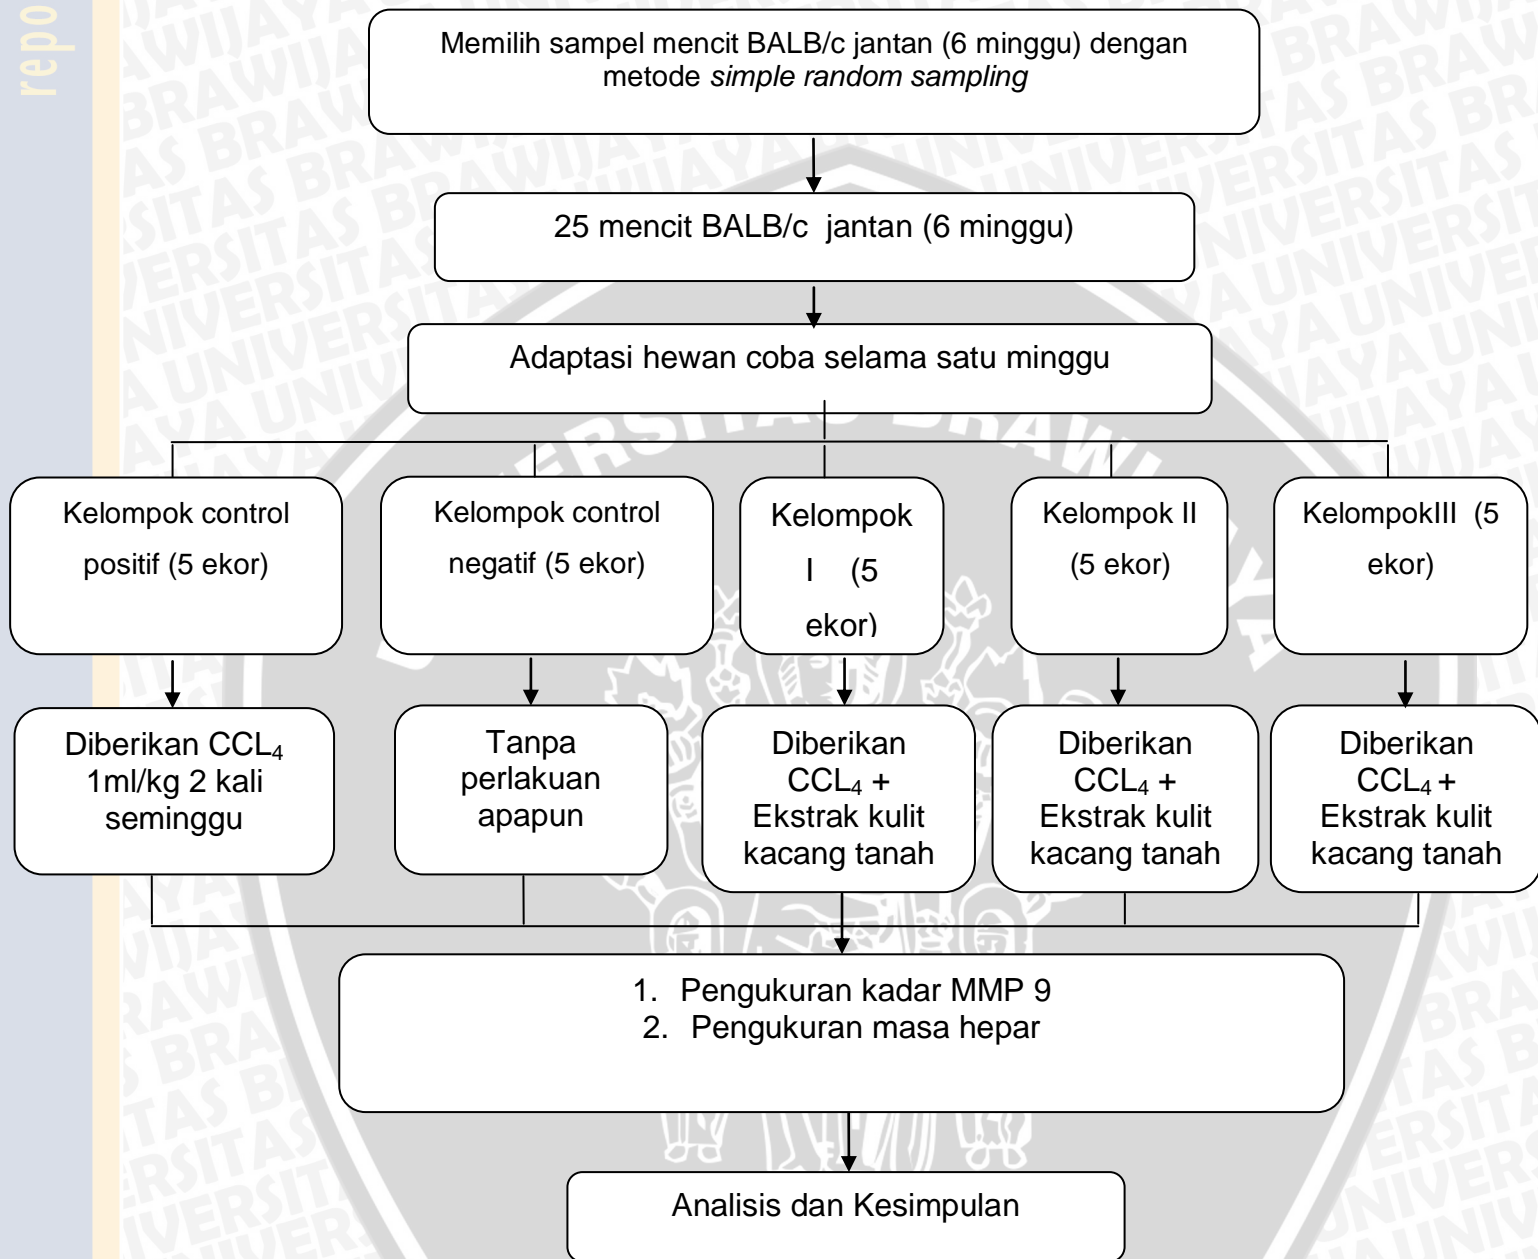 repo
Memilih sampel mencit BALB/c jantan (6 minggu) dengan
metode simple random sampling
25 mencit BALB/c jantan (6 minggu)
Adaptasi hewan coba selama satu minggu
Kelompok control
positif (5 ekor)
Kelompok control
negatif (5 ekor)
Kelompok
I (5
ekor)
Kelompok II
(5 ekor)
KelompokIII (5
ekor)
Diberikan CCL₄
1ml/kg 2 kali
seminggu
Tanpa
perlakuan
apapun
Diberikan
CCL₄ +
Ekstrak kulit
kacang tanah
Diberikan
CCL₄ +
Ekstrak kulit
kacang tanah
Diberikan
CCL₄ +
Ekstrak kulit
kacang tanah
1. Pengukuran kadar MMP 9
2. Pengukuran masa hepar
Analisis dan Kesimpulan